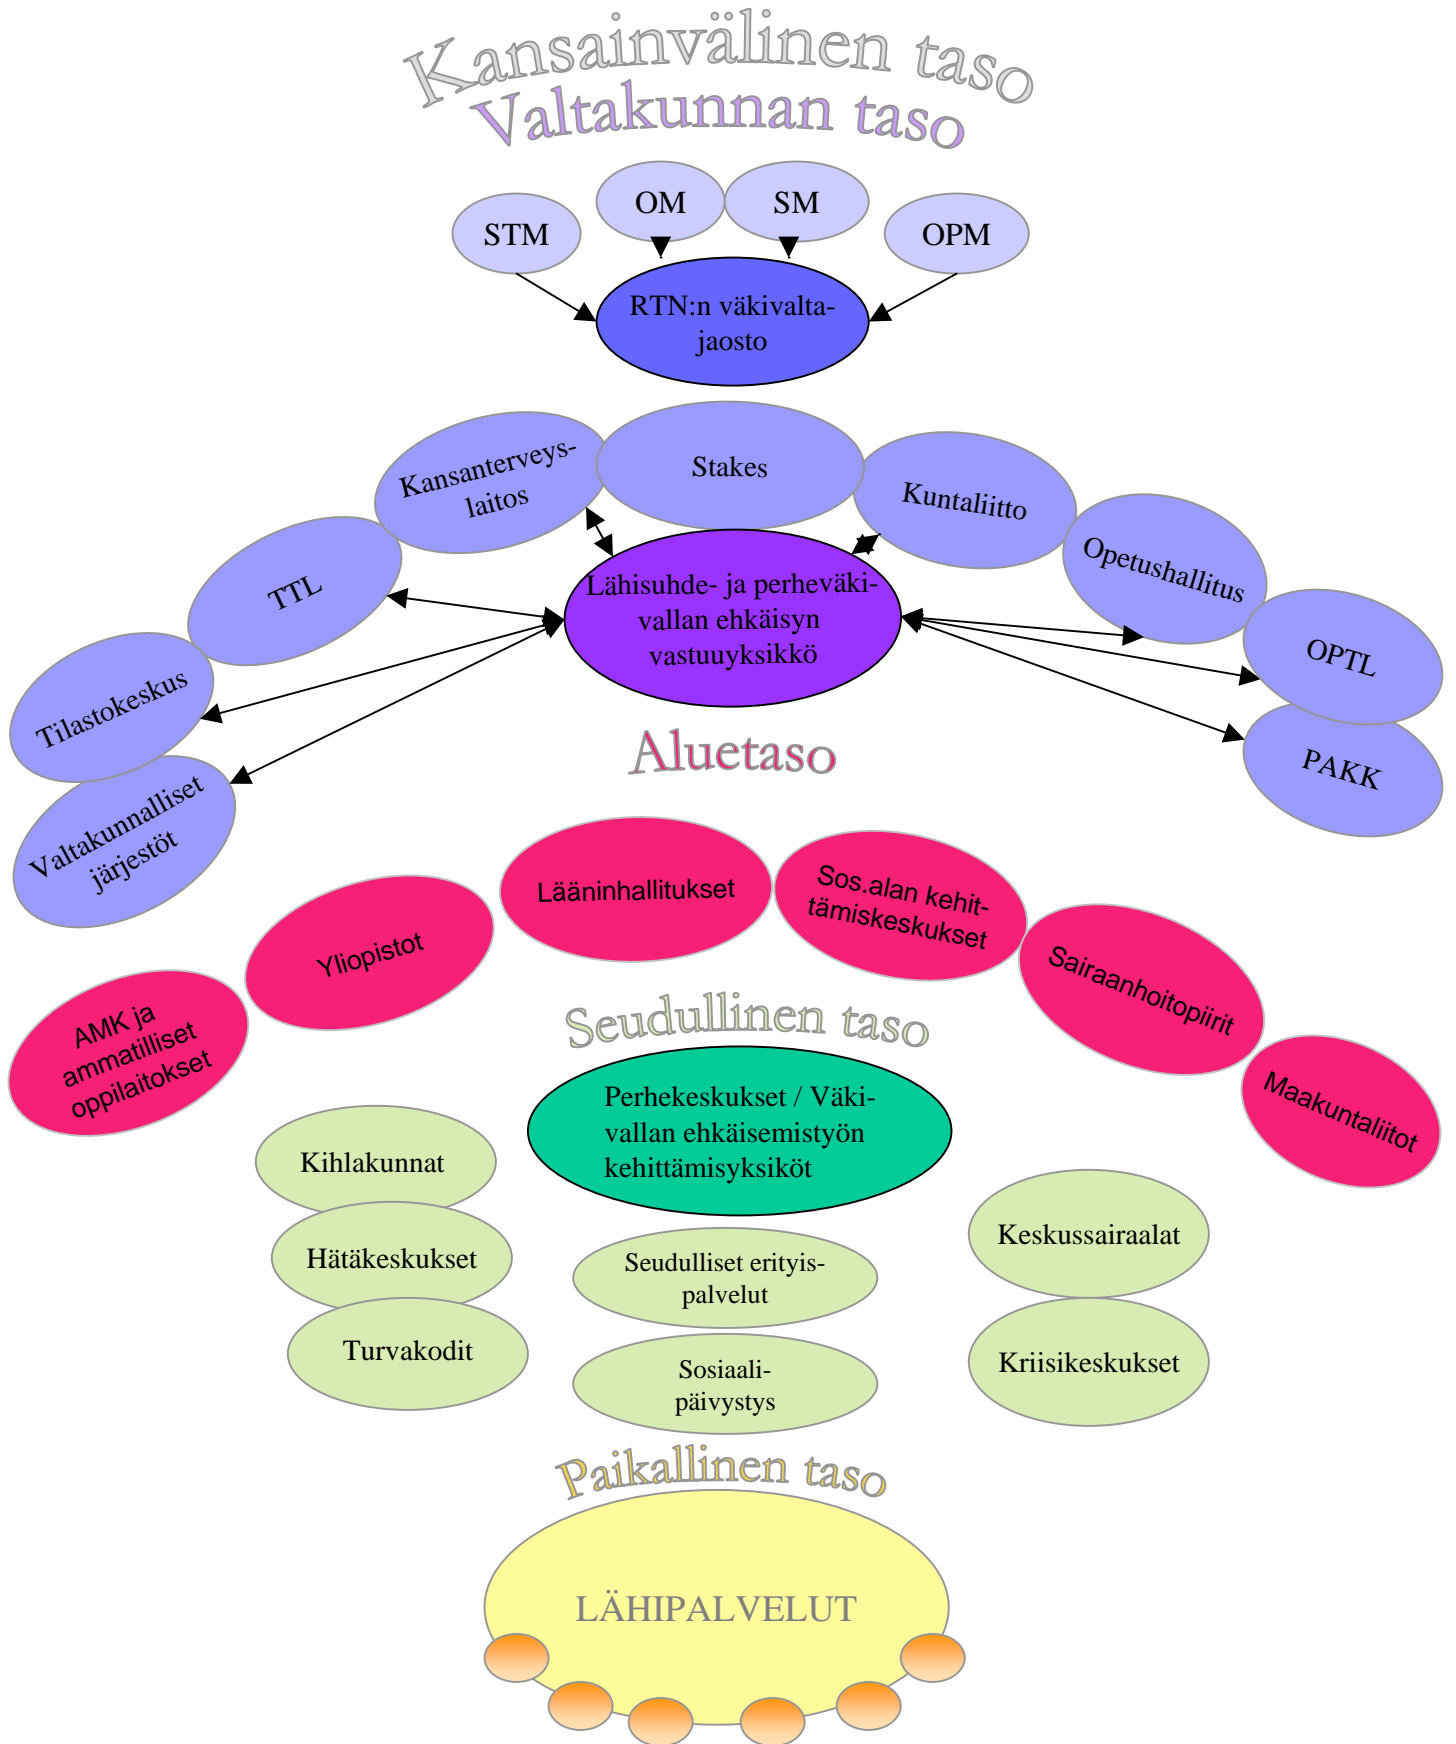 Kansainvälinen taso
Valtakunnan taso
STM
OM
SM
OPM
RTN:n väkivalta-
jaosto
Kansanterveys-
laitos
Stakes
Kuntaliitto
Opetushallitus
TTL
OPTL
Tilastokeskus
PAKK
Valtakunnalliset
järjestöt
Lähisuhde- ja perheväki-
vallan ehkäisyn
vastuuyksikkö
Aluetaso
AMK ja
ammatilliset
oppilaitokset
Yliopistot
Lääninhallitukset
Sos.alan kehit-
tämiskeskukset
Sairaanhoitopiirit
Maakuntaliitot
Seudullinen taso
Perhekeskukset / Väki-
vallan ehkäisemistyön
kehittämisyksiköt
Kihlakunnat
Hätäkeskukset
Turvakodit
Seudulliset erityis-
palvelut
Sosiaali-
päivystys
Keskussairaalat
Kriisikeskukset
Paikallinen taso
LÄHIPALVELUT